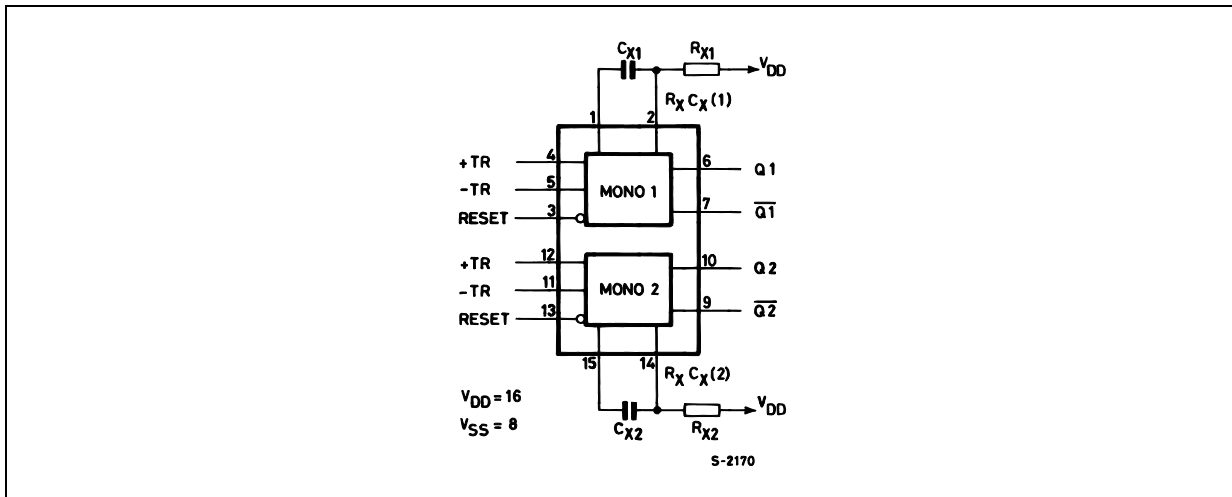 CX1 RX1 VDD
RX CX(1)
1 2
+TR 4 6 Q1
-TR 5 MONO 1
RESET 3 7 Q1
+TR 12 10 Q2
-TR 11 MONO 2
RESET 13 9 Q2
15 14 RX CX(2)
VDD = 16
VSS = 8
CX2 RX2 VDD
S-2170